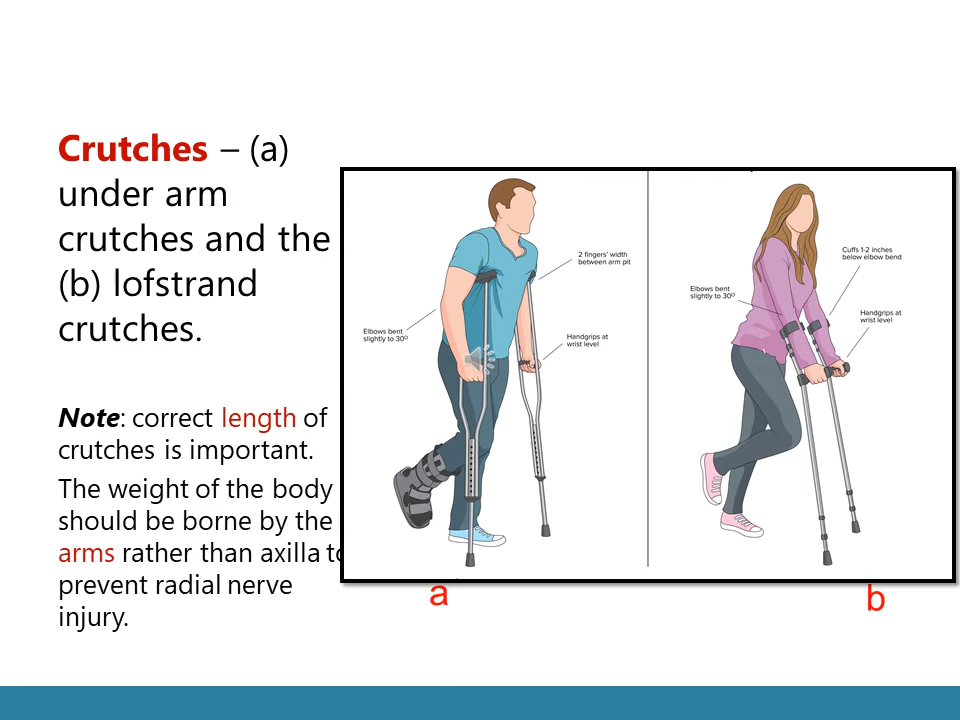 Crutches – (a)
under arm
crutches and the
(b) lofstrand
crutches.
Note: correct length of
crutches is important.
The weight of the body
should be borne by the
arms rather than axilla to
prevent radial nerve
injury.
2 fingers' width
between arm pit
Elbows bent
slightly to 30º
Handgrips at
wrist level
Cuffs 1-2 inches
below elbow bend
Elbows bent
slightly to 30º
Handgrips at
wrist level
a
b